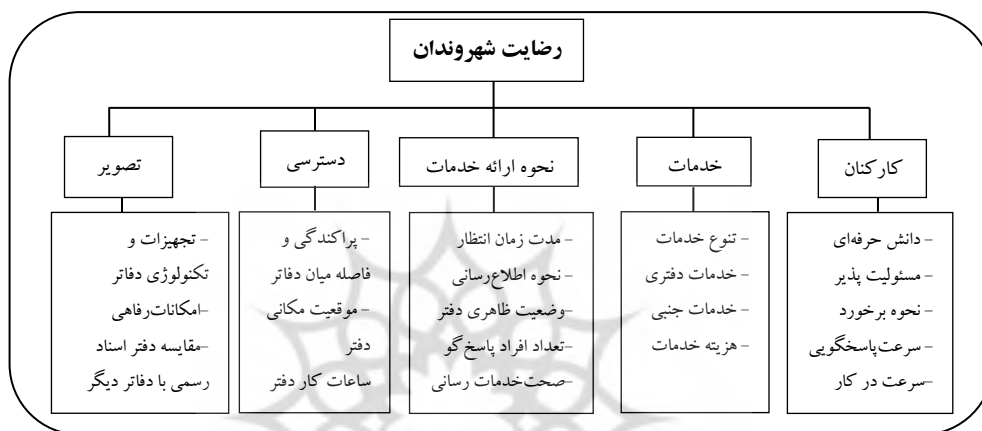 رضایت شهروندان
کارکنان
خدمات
نحوه ارائه خدمات
دسترسی
تصویر
– دانش حرفه‌ای
– مسئولیت پذیر
– نحوه برخورد
– سرعت‌پاسخگویی
–سرعت در کار
– تنوع خدمات
– خدمات دفتری
– خدمات جنبی
– هزیته خدمات
–مدت زمان انتظار
–نحوه اطلاع‌رسانی
–وضعیت ظاهری دفتر
–تعداد افراد پاسخ‌گو
–صحت‌خدمات رسانی
– پراکندگی و
فاصله میان دفاتر
– موقعیت مکانی
دفتر
ساعات کار دفتر
– تجهیزات و
تکنولوژی دفاتر
–امکانات‌رفاهی
–مقایسه دفتر اسناد
رسمی با دفاتر دیگر